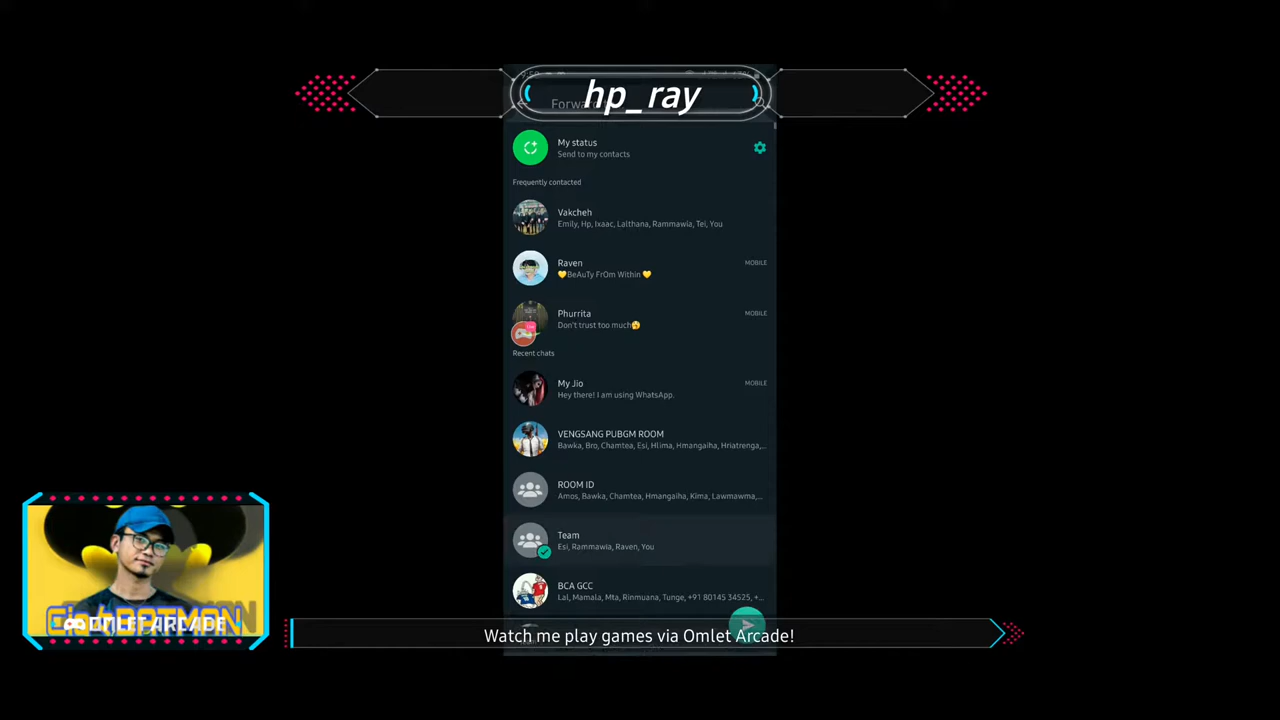 hp_ray
My status
Send to my contacts
Frequently contacted
Vakcheh
Emily, Hp, Ixaac, Lalthana, Rammawia, Tei, You
Raven
MOBILE
💛BeAuTy FrOm WithIn 💛
Phurrita
MOBILE
Don't trust too much🫣
Recent chats
My Jio
MOBILE
Hey there! I am using WhatsApp.
VENGSANG PUBGM ROOM
Bawka, Bro, Chamtea, Esi, Hlima, Hmangaiha, Hriatrenga,...
ROOM ID
Amos, Bawka, Chamtea, Hmangaiha, Kima, Lawmawma,...
Team
Esi, Rammawia, Raven, You
BCA GCC
Lal, Mamala, Mta, Rinmuana, Tunge, +91 80145 34525, +...
OMLET ARCADE
Watch me play games via Omlet Arcade!